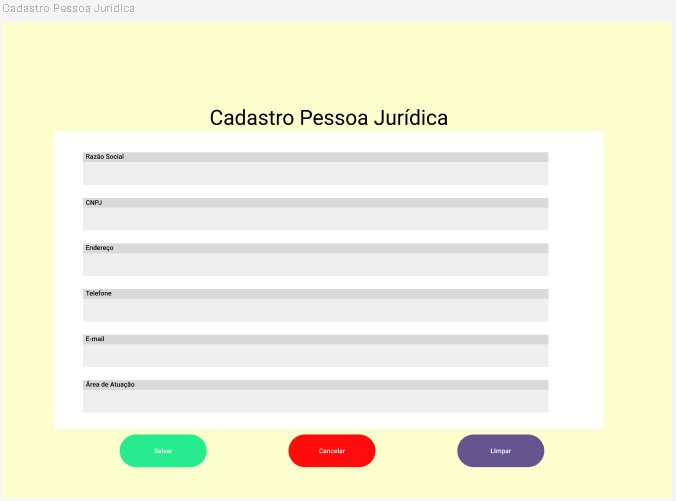 Cadastro Pessoa Juridica
Cadastro Pessoa Jurídica
Razão Social
CNPJ
Endereço
Telefone
E-mail
Área de Atuação
Salvar
Cancelar
LImpar